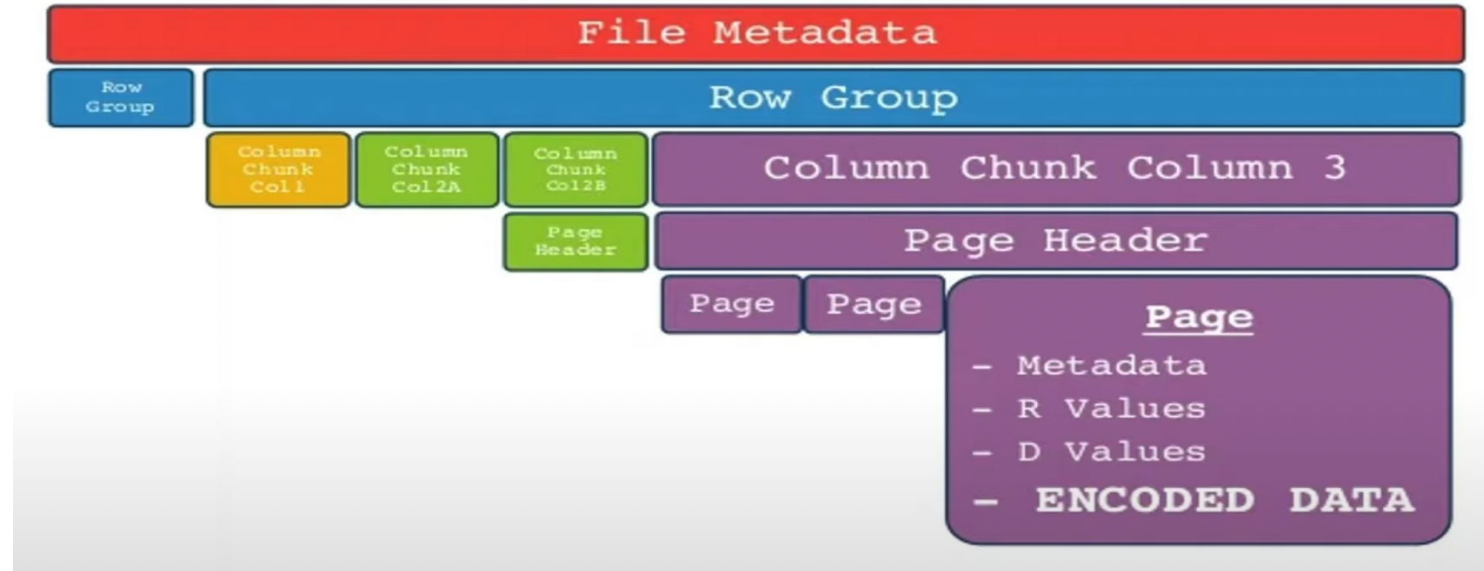 File Metadata
Row
Group
Row Group
Column
Chunk
Col1
Column
Chunk
Col2A
Column
Chunk
Col2B
Column Chunk Column 3
Page
Header
Page Header
Page
Page
Page
- Metadata
- R Values
- D Values
- ENCODED DATA